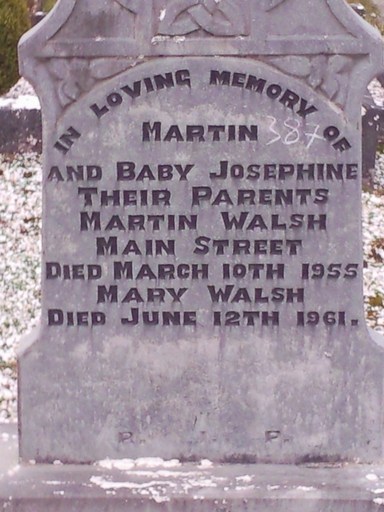 IN LOVING MEMORY OF
MARTIN 387
AND BABY JOSEPHINE
THEIR PARENTS
MARTIN WALSH
MAIN STREET
DIED MARCH 10TH 1955
MARY WALSH
DIED JUNE 12TH 1961.
R. I. P.